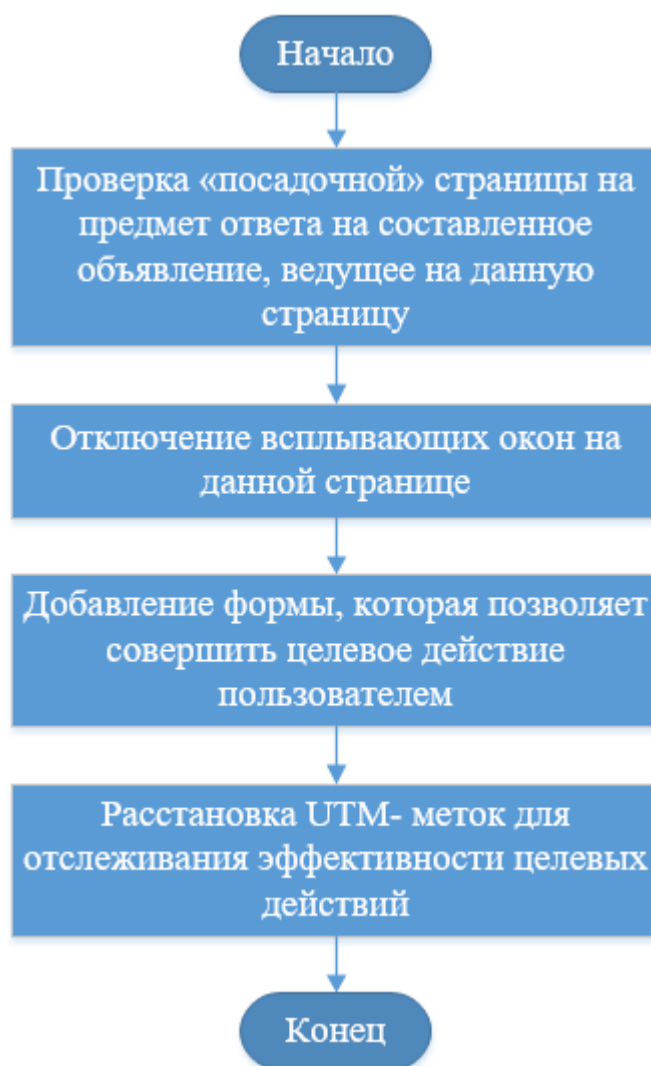 Начало
Проверка «посадочной» страницы на
предмет ответа на составленное
объявление, ведущее на данную
страницу
Отключение всплывающих окон на
данной странице
Добавление формы, которая позволяет
совершить целевое действие
пользователем
Расстановка UTM- меток для
отслеживания эффективности целевых
действий
Конец